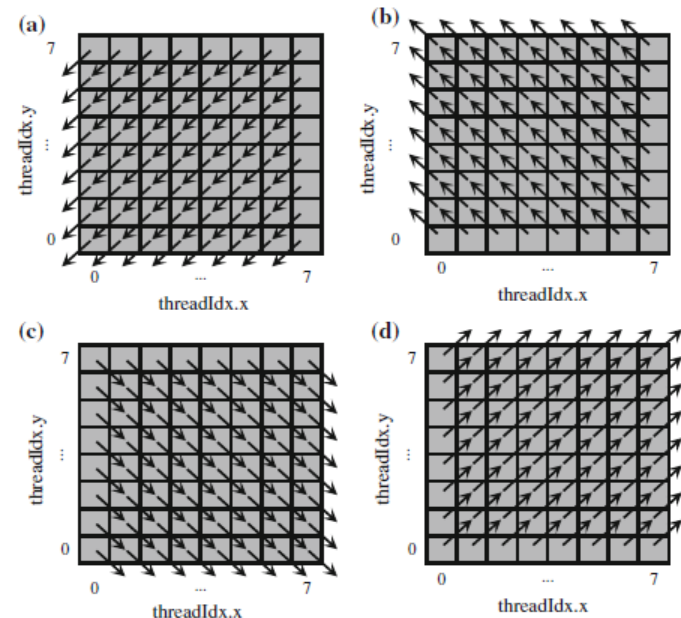 (a)
7
threadIdx.y
...
0
0 ... 7
threadIdx.x
(b)
7
threadIdx.y
...
0
0 ... 7
threadIdx.x
(c)
7
threadIdx.y
...
0
0 ... 7
threadIdx.x
(d)
7
threadIdx.y
...
0
0 ... 7
threadIdx.x